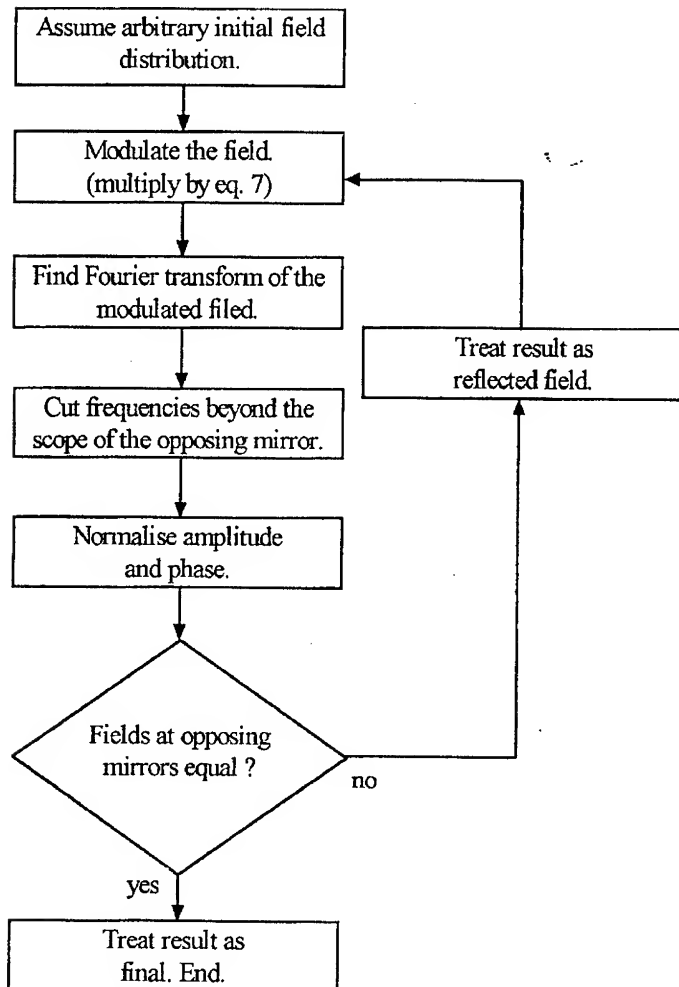 Assume arbitrary initial field
distribution.
Modulate the field.
(multiply by eq. 7)
Find Fourier transform of the
modulated filed.
Treat result as
reflected field.
Cut frequencies beyond the
scope of the opposing mirror.
Normalise amplitude
and phase.
Fields at opposing
mirrors equal ?
no
yes
Treat result as
final. End.